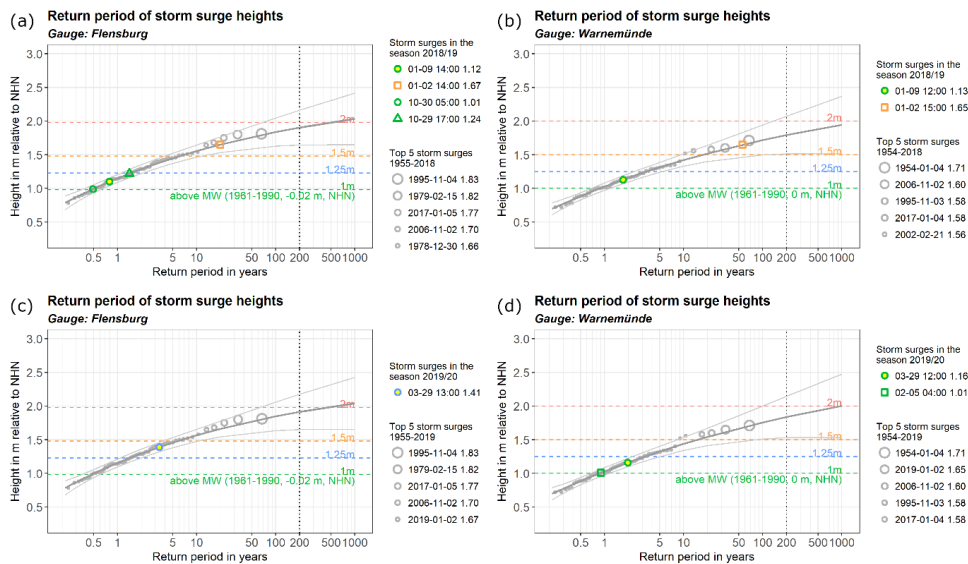 (a)
Return period of storm surge heights
Gauge: Flensburg
Height in m relative to NHN
3.0
2.5
2.0
1.5
1.0
0.5
2m
1.5m
1.25m
1m
above MW (1961-1990, -0.02 m, NHN)
0.5 1 5 10 20 50 100 200 500 1000
Return period in years
Storm surges in the
season 2018/19
01-09 14:00 1.12
01-02 14:00 1.67
10-30 05:00 1.01
10-29 17:00 1.24
Top 5 storm surges
1955-2018
1995-11-04 1.83
1979-02-15 1.82
2017-01-05 1.77
2006-11-02 1.70
1978-12-30 1.66
(b)
Return period of storm surge heights
Gauge: Warnemünde
Height in m relative to NHN
3.0
2.5
2.0
1.5
1.0
0.5
2m
1.5m
1.25m
1m
above MW (1961-1990, 0 m, NHN)
0.5 1 5 10 20 50 100 200 500 1000
Return period in years
Storm surges in the
season 2018/19
01-09 12:00 1.13
01-02 15:00 1.65
Top 5 storm surges
1954-2018
1954-01-04 1.71
2006-11-02 1.60
1995-11-03 1.58
2017-01-04 1.58
2002-02-21 1.56
(c)
Return period of storm surge heights
Gauge: Flensburg
Height in m relative to NHN
3.0
2.5
2.0
1.5
1.0
0.5
2m
1.5m
1.25m
1m
above MW (1961-1990, -0.02 m, NHN)
0.5 1 5 10 20 50 100 200 500 1000
Return period in years
Storm surges in the
season 2019/20
03-29 13:00 1.41
Top 5 storm surges
1955-2019
1995-11-04 1.83
1979-02-15 1.82
2017-01-05 1.77
2006-11-02 1.70
2019-01-02 1.67
(d)
Return period of storm surge heights
Gauge: Warnemünde
Height in m relative to NHN
3.0
2.5
2.0
1.5
1.0
0.5
2m
1.5m
1.25m
1m
above MW (1961-1990, 0 m, NHN)
0.5 1 5 10 20 50 100 200 500 1000
Return period in years
Storm surges in the
season 2019/20
03-29 12:00 1.16
02-05 04:00 1.01
Top 5 storm surges
1954-2019
1954-01-04 1.71
2019-01-02 1.65
2006-11-03 1.60
1995-11-03 1.58
2017-01-04 1.58